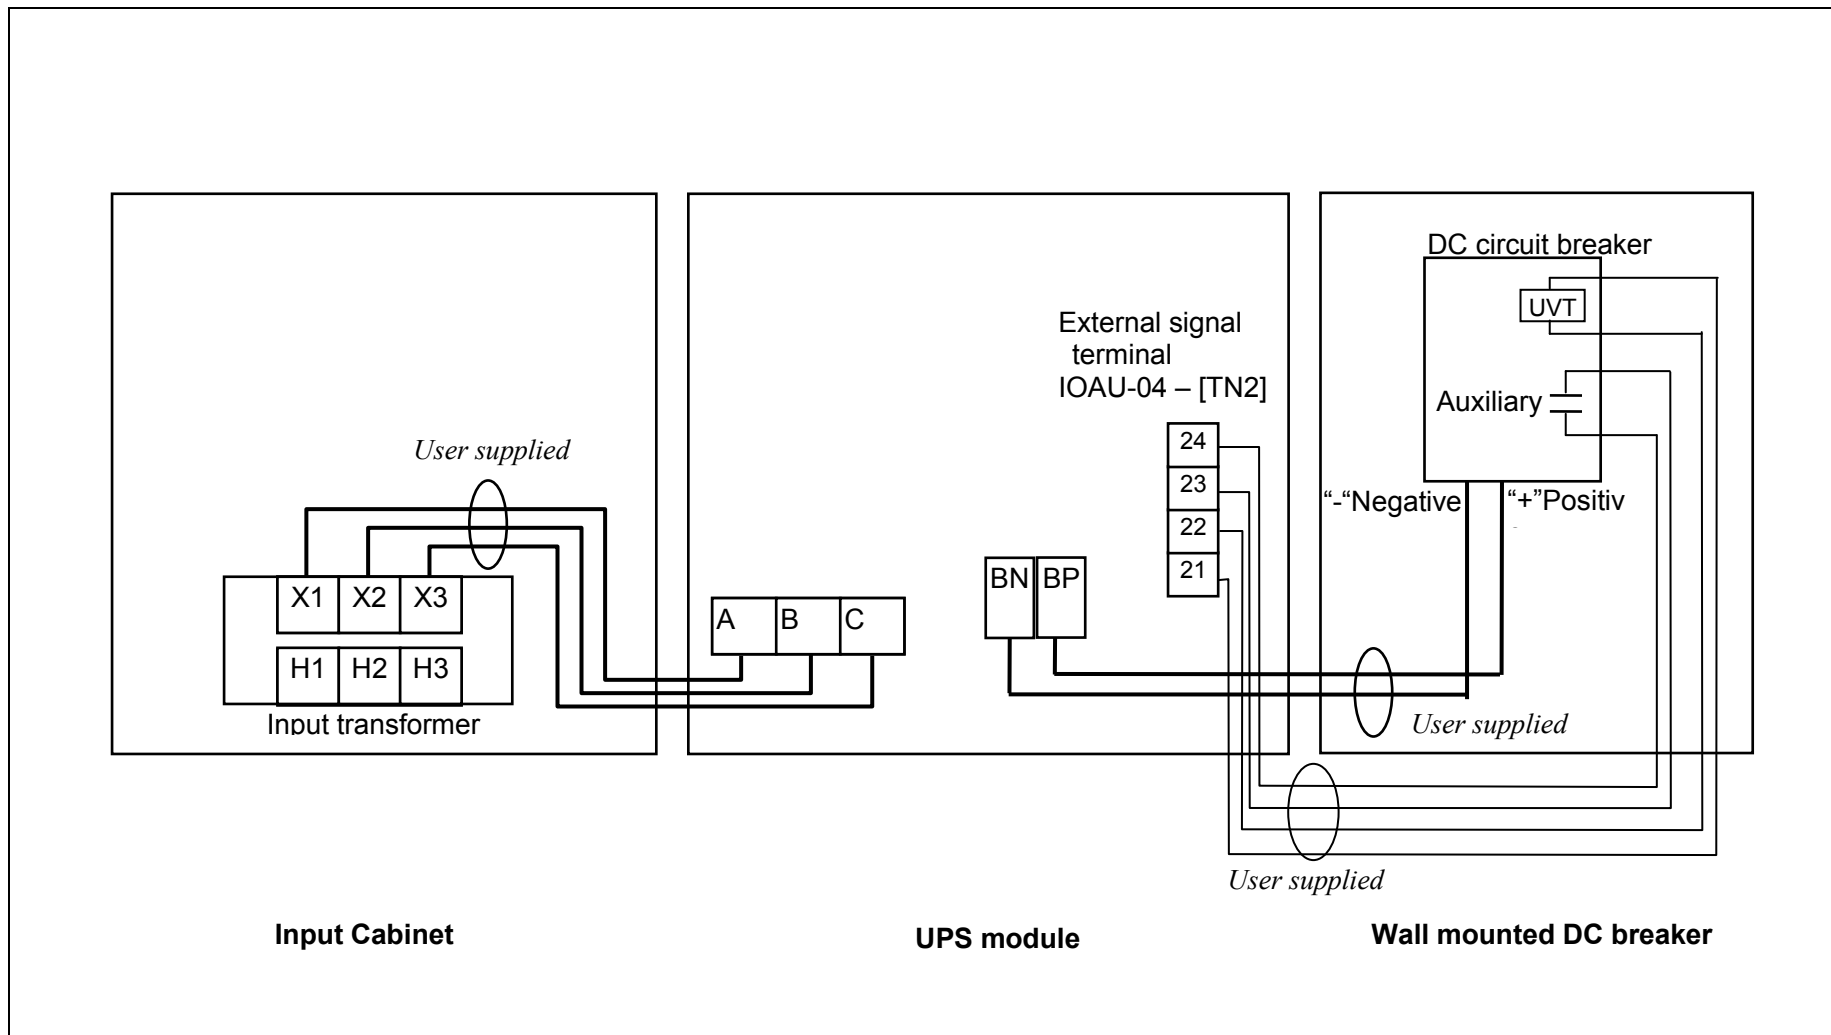 DC circuit breaker
UVT
External signal
terminal
IOAU-04 – [TN2]
Auxiliary
User supplied
24
23
22
21
“-“Negative
“+”Positiv
BN BP
X1 X2 X3
A B C
H1 H2 H3
Input transformer
User supplied
User supplied
Input Cabinet
UPS module
Wall mounted DC breaker